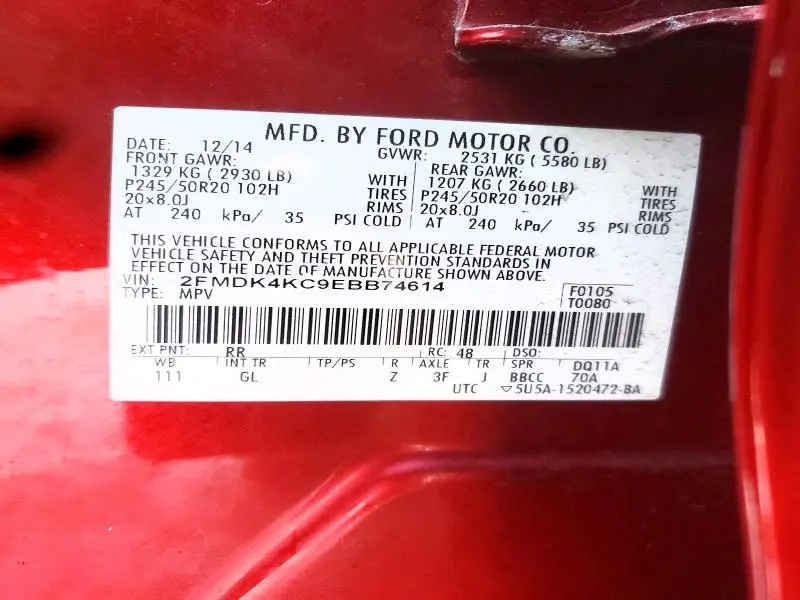 MFD. BY FORD MOTOR CO.
DATE: 12/14 GVWR: 2531 KG ( 5580 LB)
FRONT GAWR: REAR GAWR:
1329 KG ( 2930 LB) WITH 1207 KG ( 2660 LB) WITH
P245/50R20 102H TIRES P245/50R20 102H TIRES
20x8.0J RIMS 20x8.0J RIMS
AT 240 kPa/ 35 PSI COLD AT 240 kPa/ 35 PSI COLD
THIS VEHICLE CONFORMS TO ALL APPLICABLE FEDERAL MOTOR
VEHICLE SAFETY AND THEFT PREVENTION STANDARDS IN
EFFECT ON THE DATE OF MANUFACTURE SHOWN ABOVE.
VIN: 2FMDK4KC9EBB74614 F0105
TYPE: MPV T0080
EXT PNT: RR RC: 48 DSO:
WB INT TR TP/PS R AXLE TR SPR DQ11A
111 GL Z 3F J BBCC 70A
UTC ▽5U5A-1520472-BA